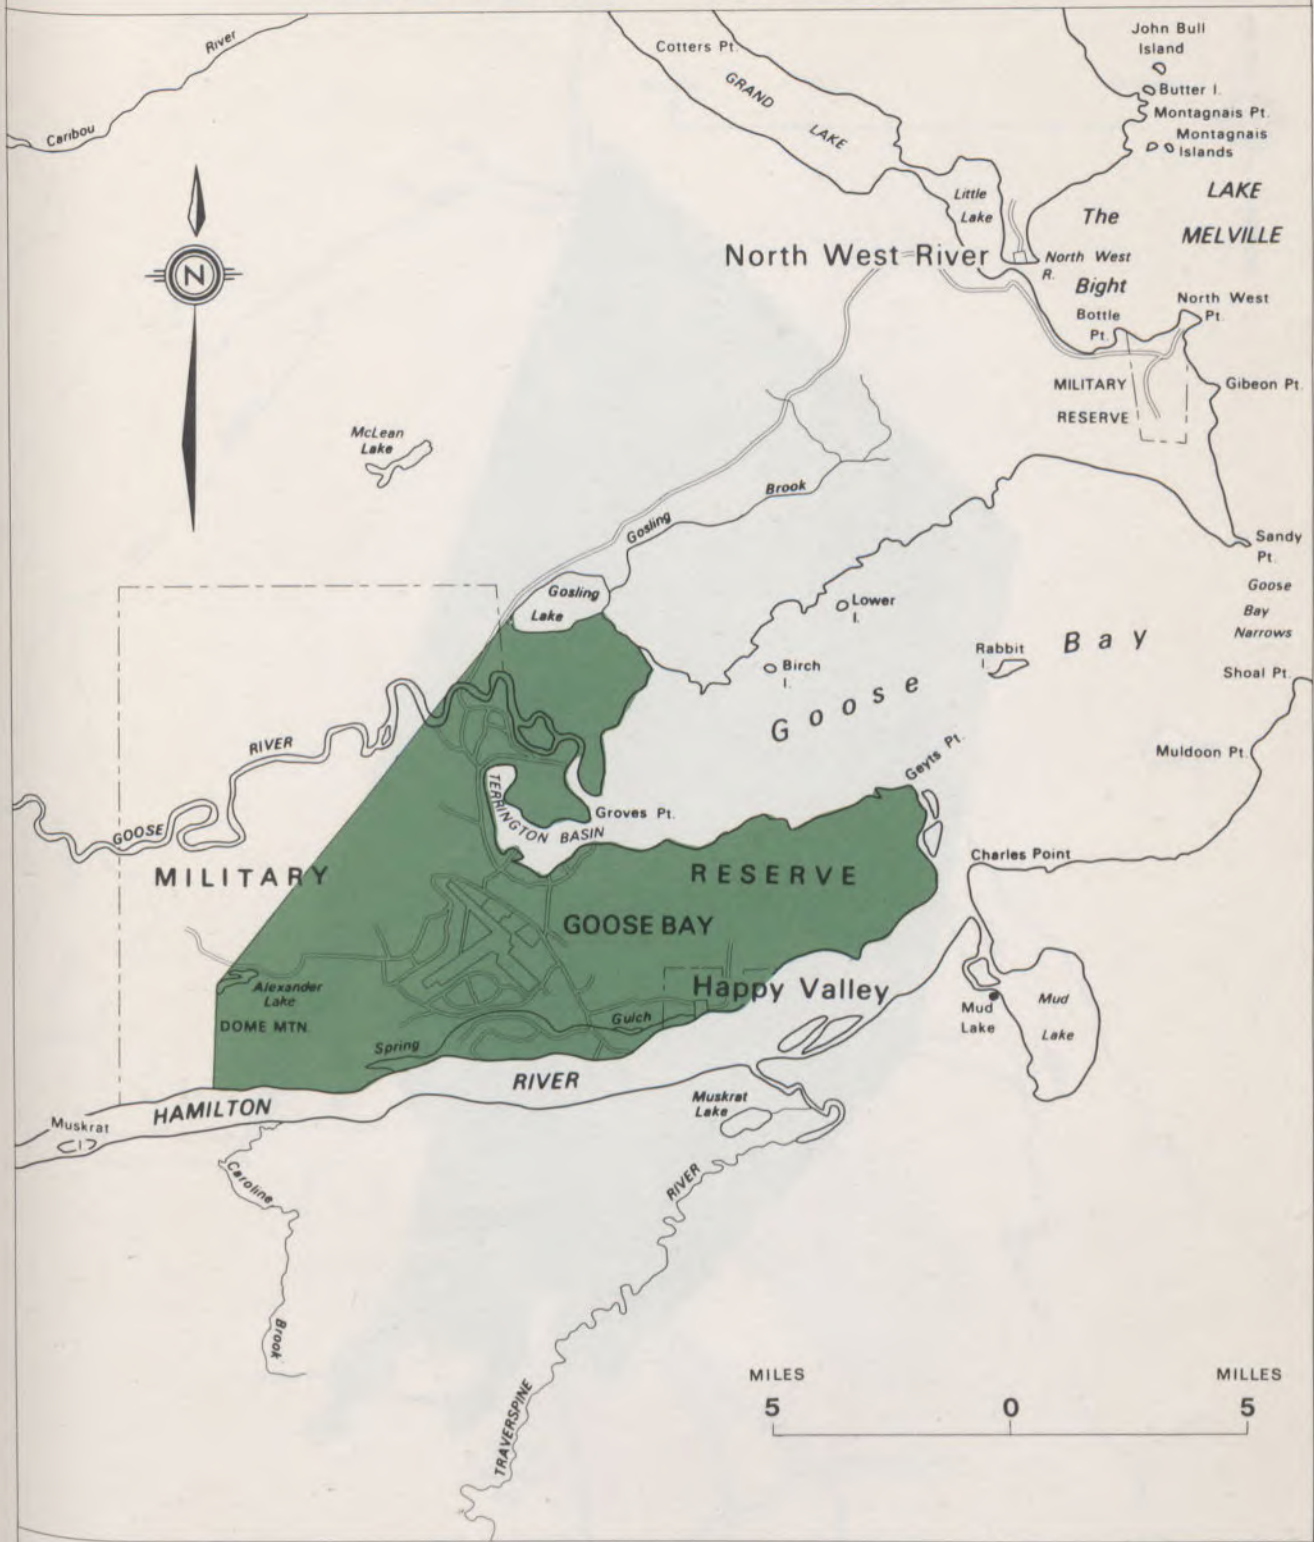 River
Caribou
Cotters Pt.
GRAND
LAKE
John Bull
Island
Butter I.
Montagnais Pt.
Montagnais
Islands
LAKE
MELVILLE
Little
Lake
The
Bight
North West River
North West
R.
North West
Pt.
Bottle
Pt.
MILITARY
RESERVE
Gibeon Pt.
N
McLean
Lake
Brook
Gosling
Gosling
Lake
Sandy
Pt.
Goose
Bay
Narrows
Lower
I.
Birch
I.
Rabbit
I.
Goose
Bay
Shoal Pt.
Muldoon Pt.
RIVER
GOOSE
TERRINGTON BASIN
Groves Pt.
Geyts Pt.
Charles Point
MILITARY
RESERVE
GOOSE BAY
Happy Valley
Alexander
Lake
DOME MTN.
Gulch
Spring
Mud
Lake
Mud
Lake
RIVER
HAMILTON
Muskrat
I
Muskrat
Lake
Caroline
Brook
RIVER
TRAVERSPINE
MILES
MILLES
5 0 5